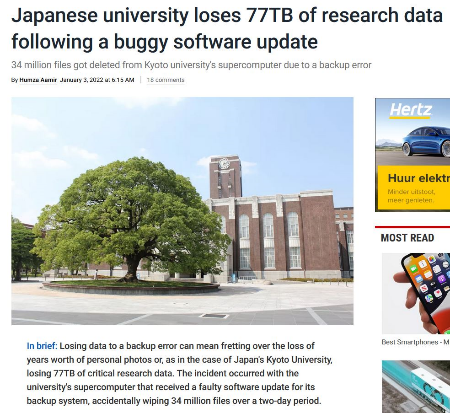 Japanese university loses 77TB of research data
following a buggy software update
34 million files got deleted from Kyoto university's supercomputer due to a backup error
By Humza Aamir January 3, 2022 at 6:15 AM 18 comments
Hertz
Huur elektr
Minder uitstoot,
meer genieten.
MOST READ
Best Smartphones - M
In brief: Losing data to a backup error can mean fretting over the loss of
years worth of personal photos or, as in the case of Japan's Kyoto University,
losing 77TB of critical research data. The incident occurred with the
university's supercomputer that received a faulty software update for its
backup system, accidentally wiping 34 million files over a two-day period.